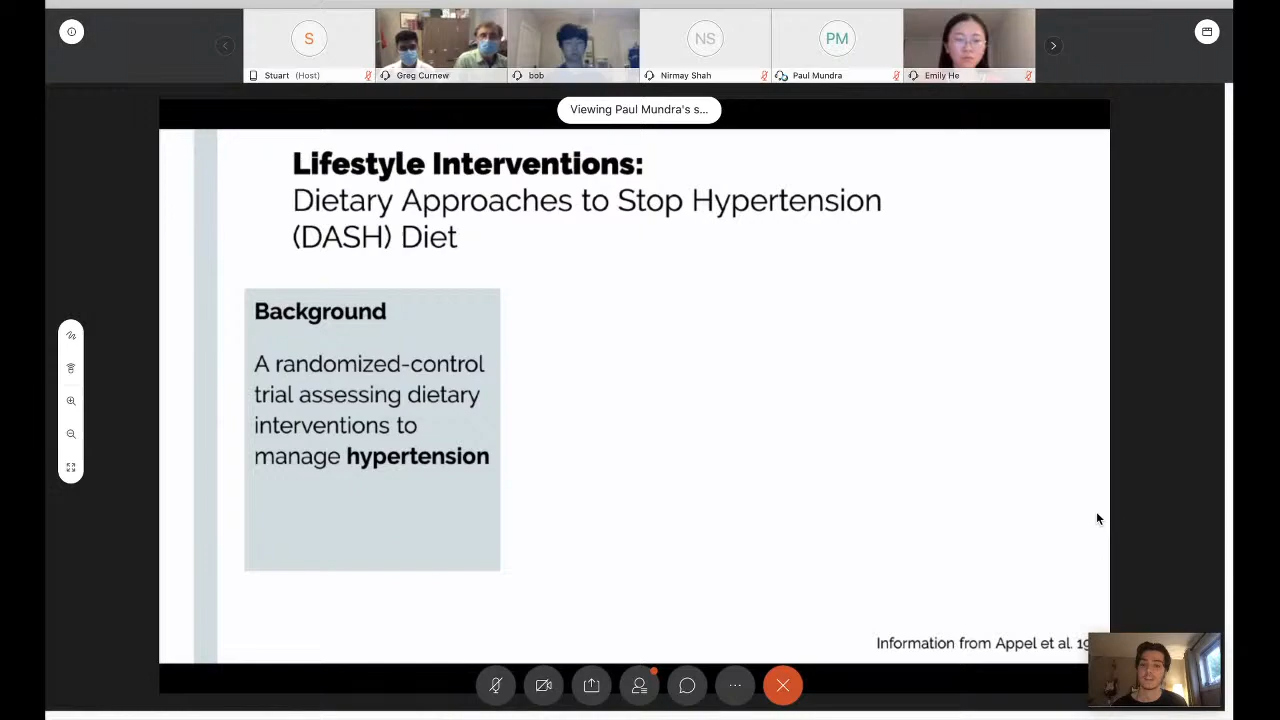 S
NS
PM
Stuart (Host)
Greg Curnew
bob
Nirmay Shah
Paul Mundra
Emily He
Viewing Paul Mundra's s...
Lifestyle Interventions:
Dietary Approaches to Stop Hypertension
(DASH) Diet
Background
A randomized-control
trial assessing dietary
interventions to
manage hypertension
Information from Appel et al. 19